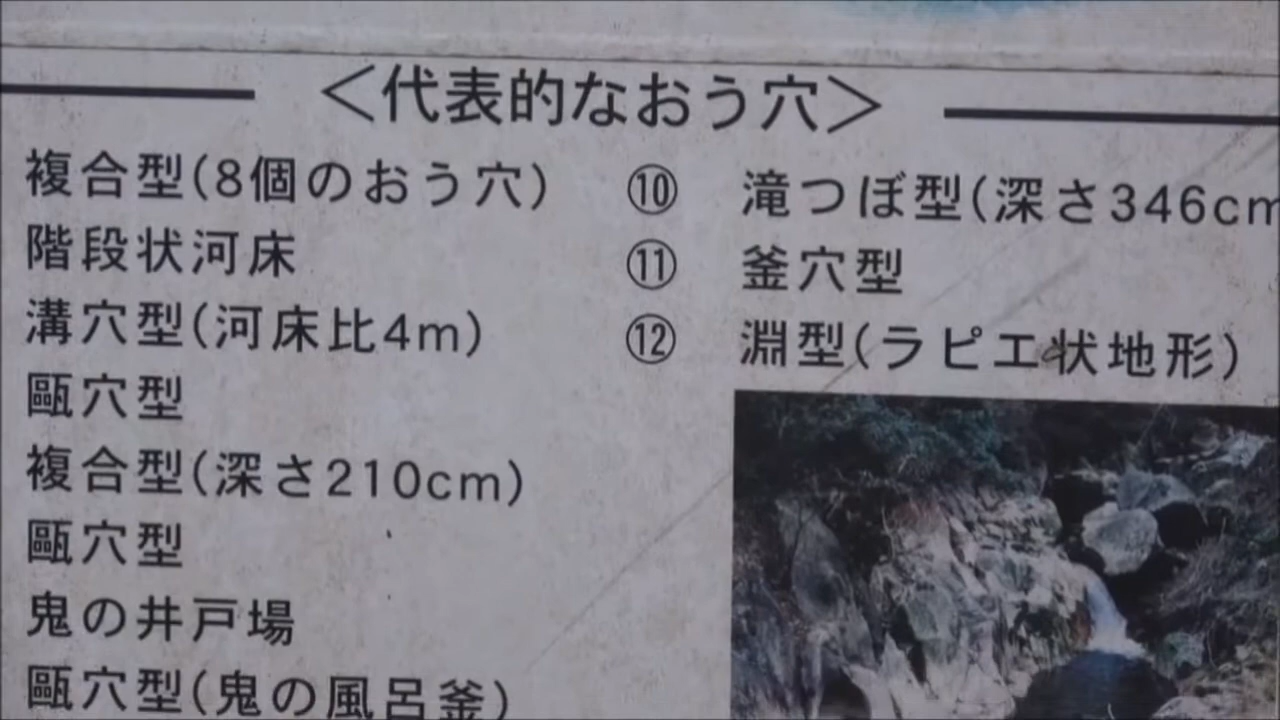 ＜代表的なおう穴＞
複合型(8個のおう穴)
階段状河床
溝穴型(河床比4m)
甌穴型
複合型(深さ210cm)
甌穴型
鬼の井戸場
甌穴型(鬼の風呂釜)
⑩ 滝つぼ型(深さ346cm
⑪ 釜穴型
⑫ 淵型(ラピエ状地形)